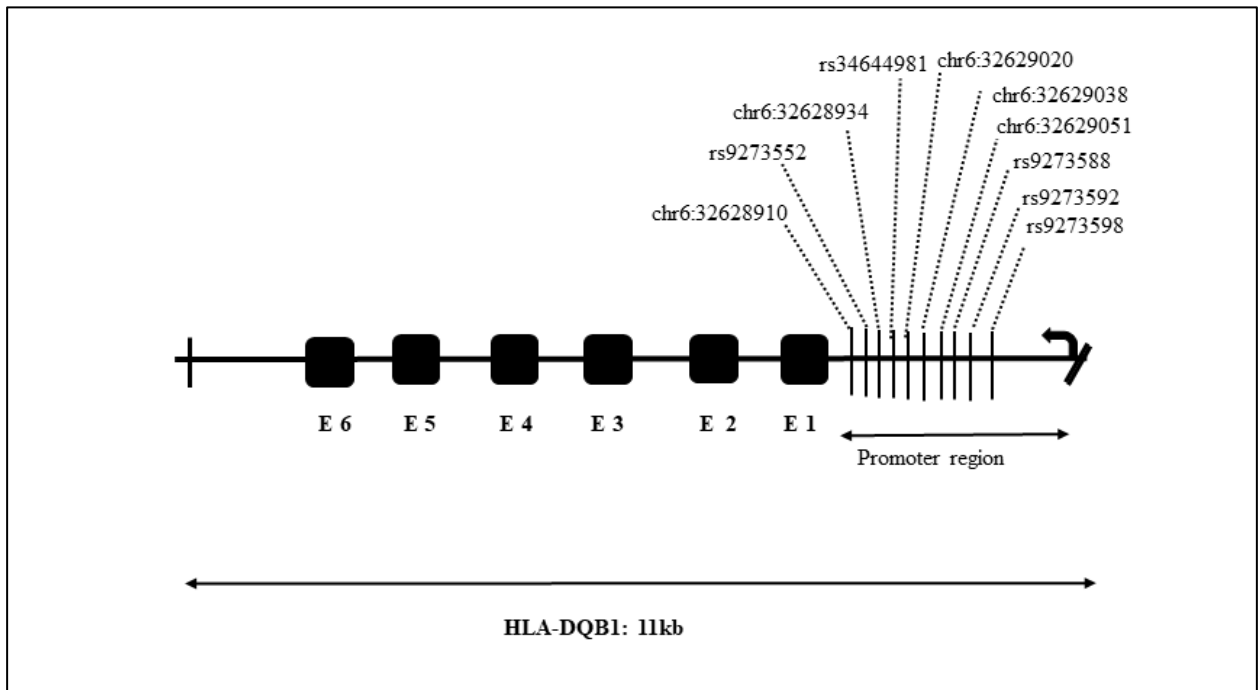 rs34644981
chr6:32629020
chr6:32629038
chr6:32628934
chr6:32629051
rs9273552
rs9273588
rs9273592
chr6:32628910
rs9273598
E 6
E 5
E 4
E 3
E 2
E 1
Promoter region
HLA-DQB1: 11kb